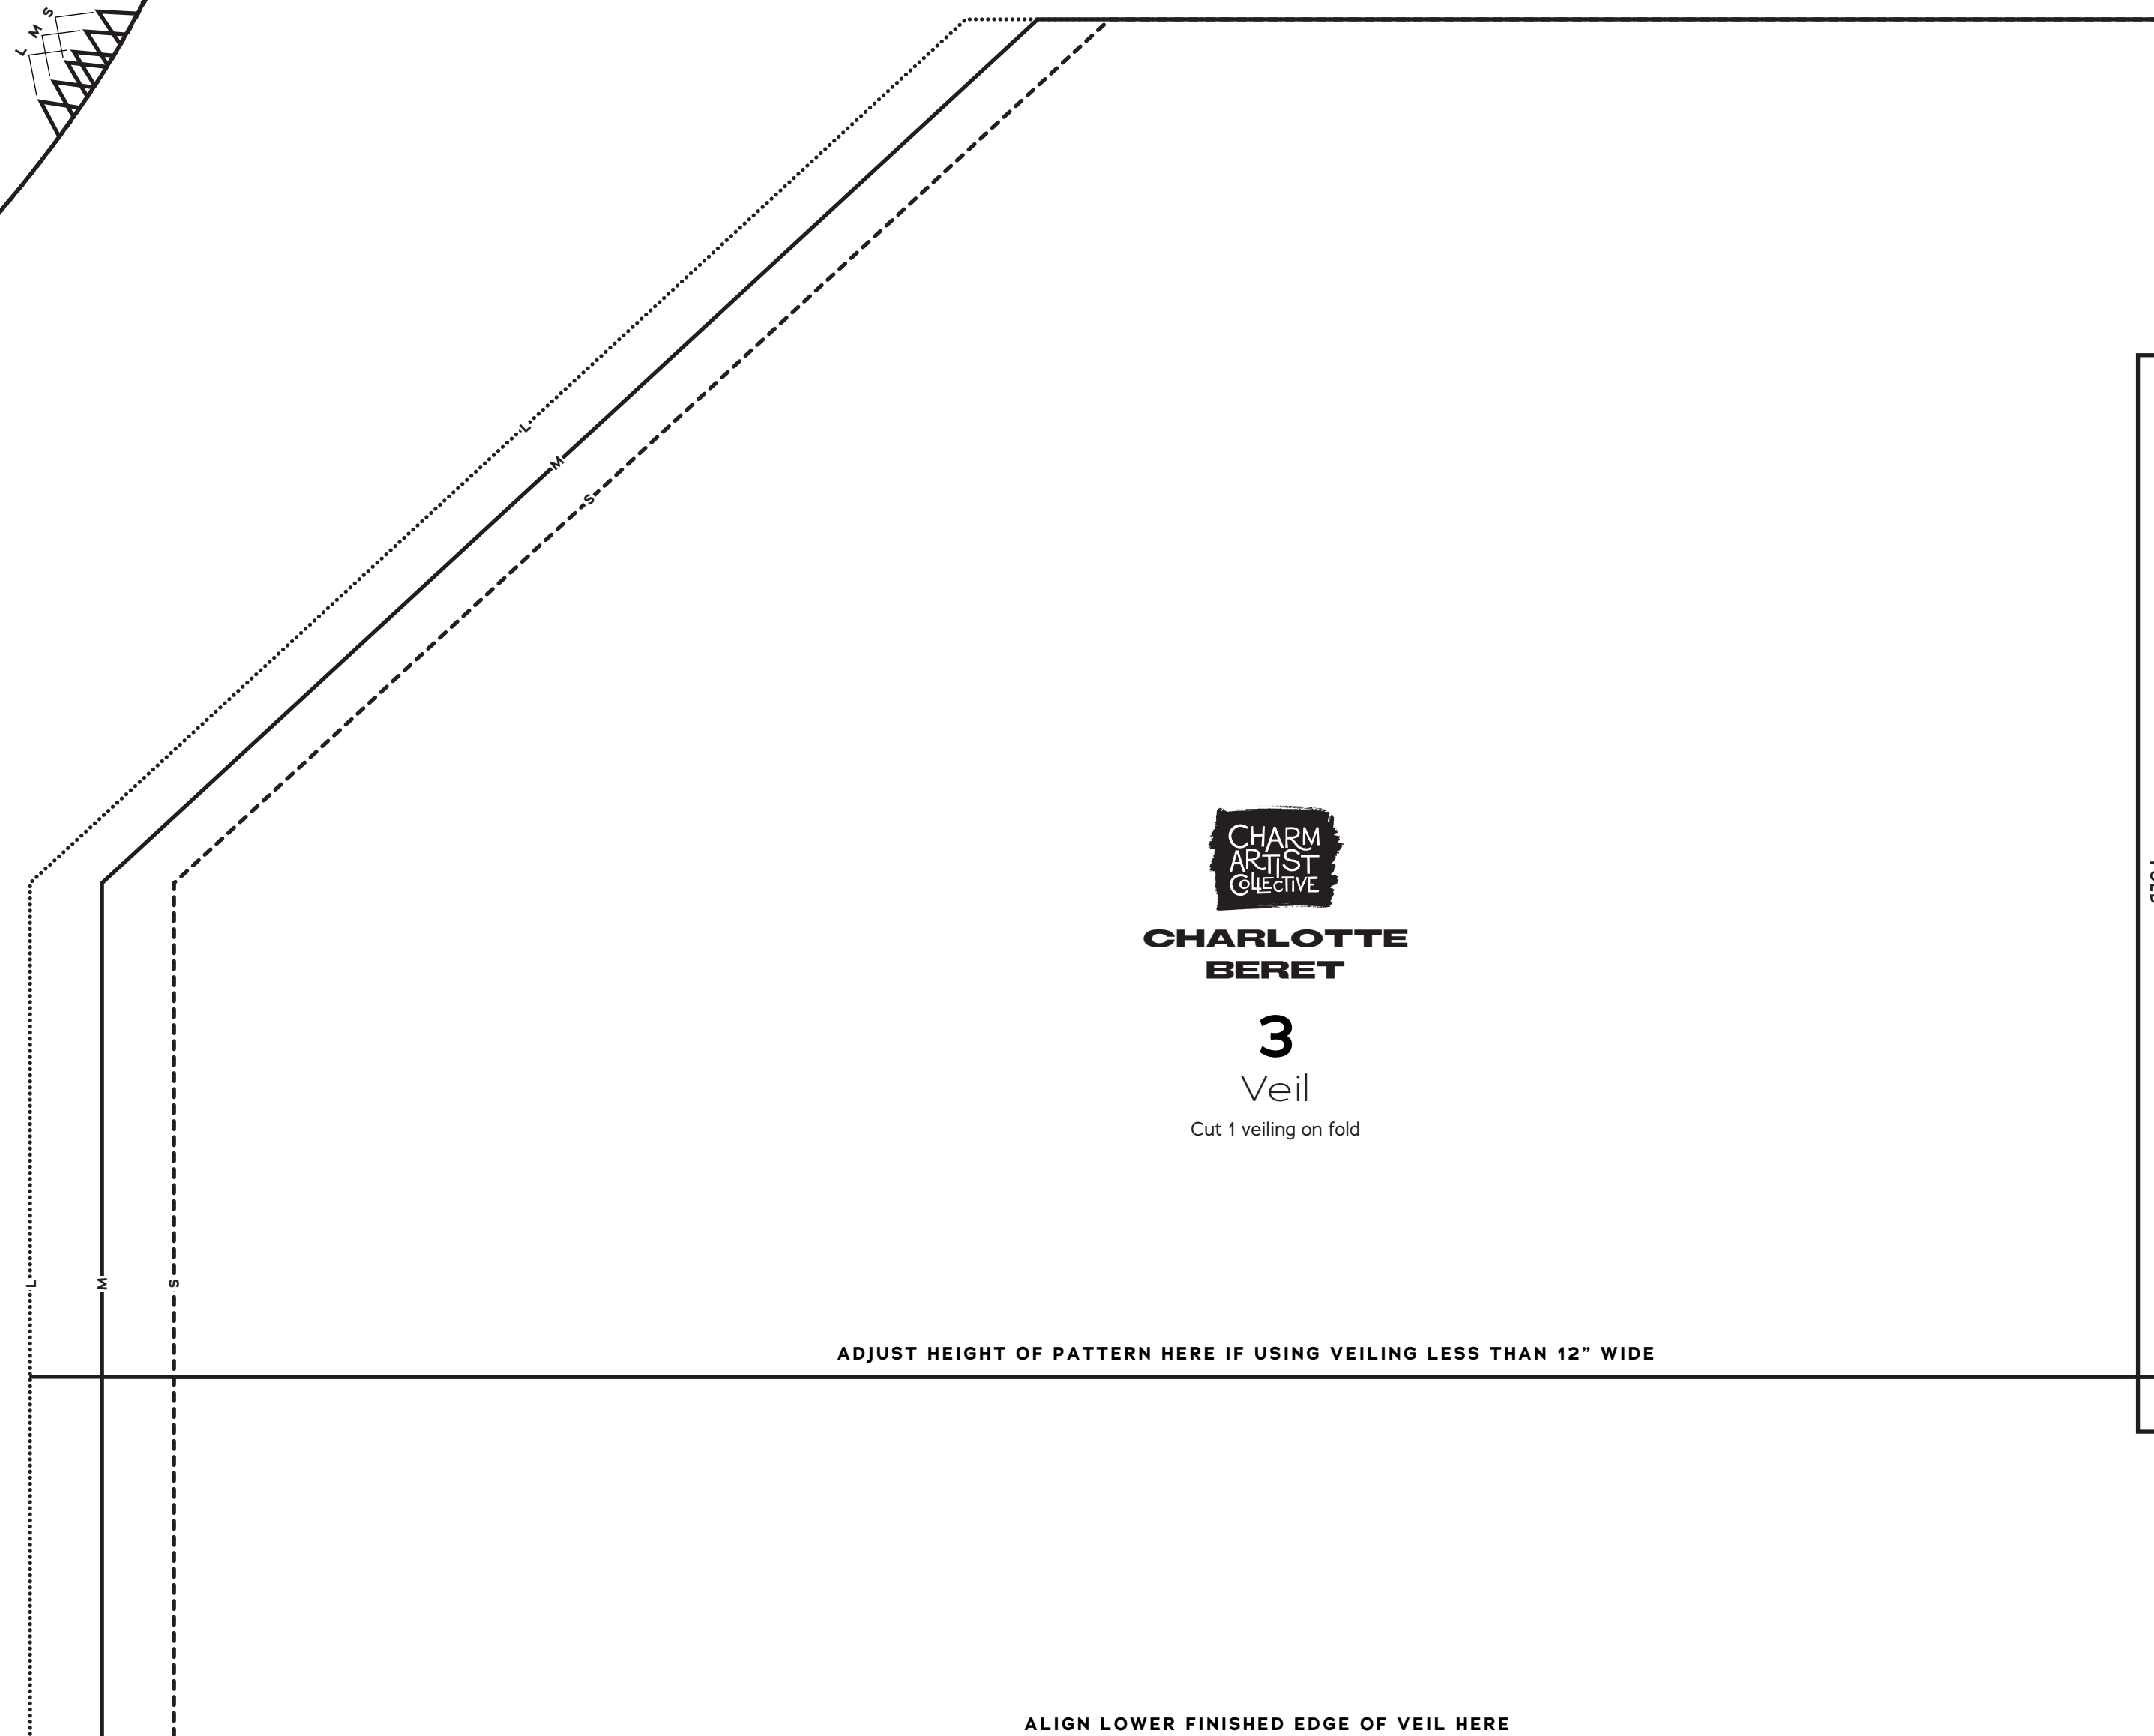 S
M
L
L
M
S
CHARM
ARTIST
COLLECTIVE
CHARLOTTE
BERET
3
Veil
Cut 1 veiling on fold
L
M
S
ADJUST HEIGHT OF PATTERN HERE IF USING VEILING LESS THAN 12” WIDE
ALIGN LOWER FINISHED EDGE OF VEIL HERE